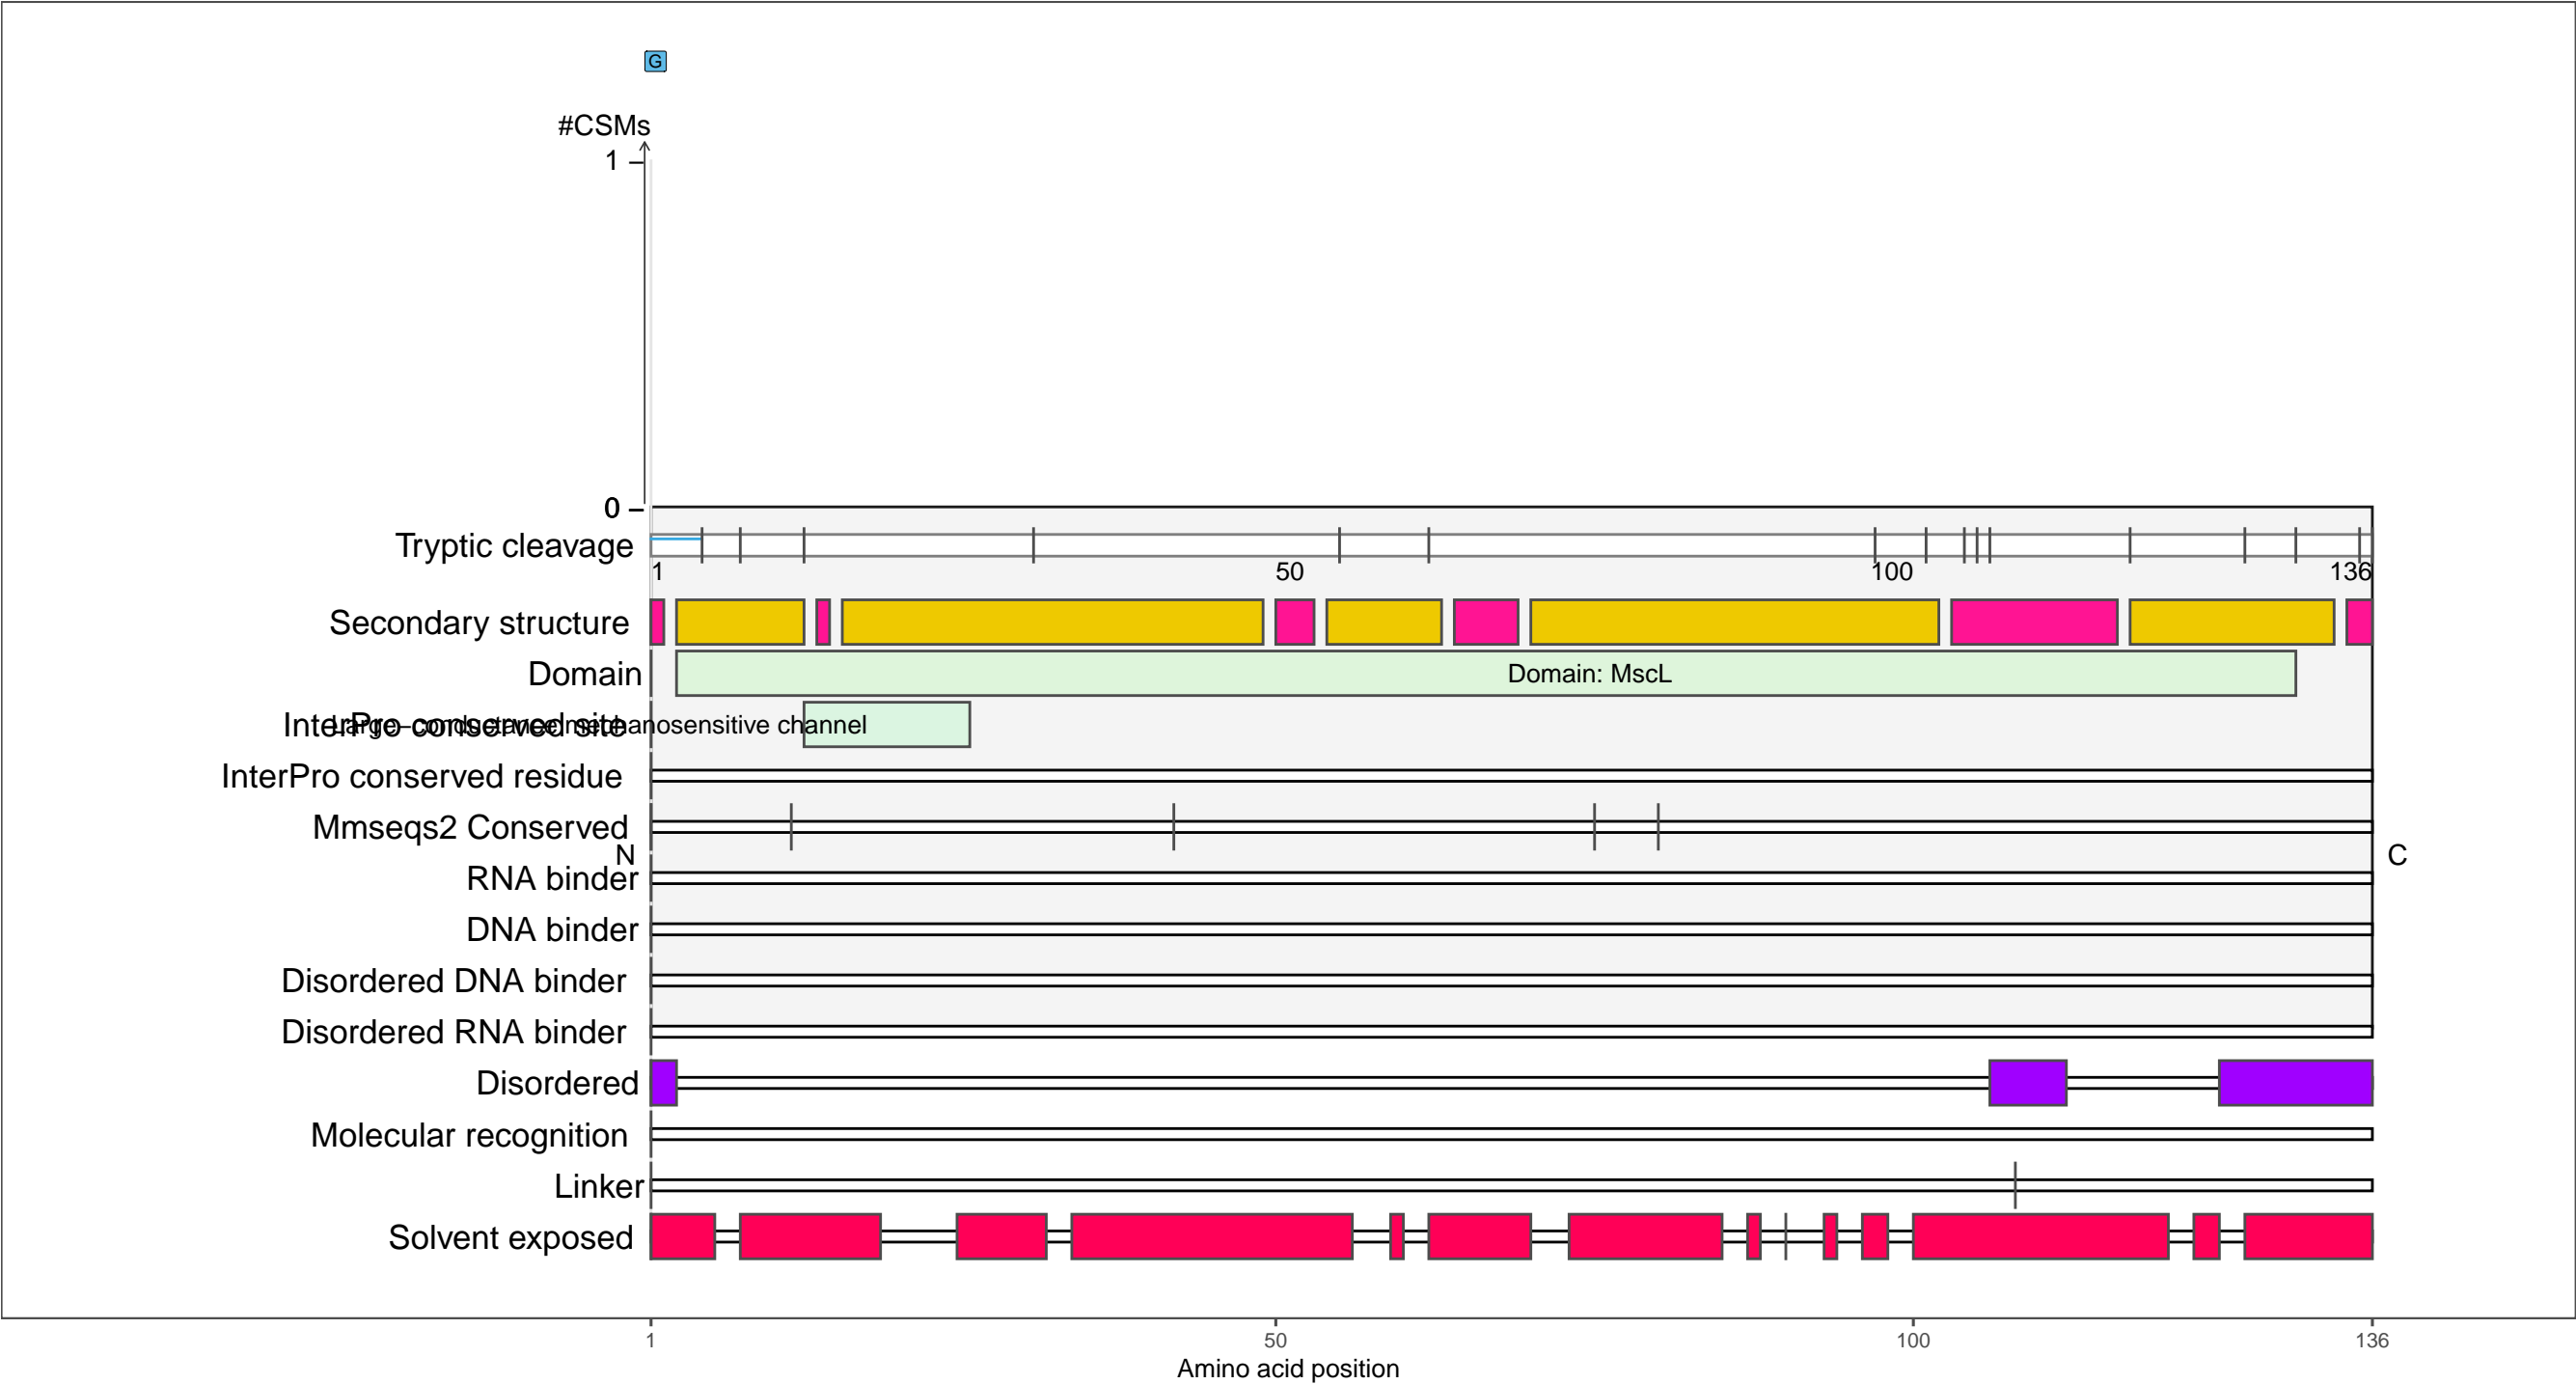 G
#CSMs
1
0
Tryptic cleavage
1 50 100 136
Secondary structure
Domain
Domain: MscL
InterPro conserved site
Large−conductance mechanosensitive channel
InterPro conserved residue
Mmseqs2 Conserved
N
C
RNA binder
DNA binder
Disordered DNA binder
Disordered RNA binder
Disordered
Molecular recognition
Linker
Solvent exposed
1 50 100 136
Amino acid position